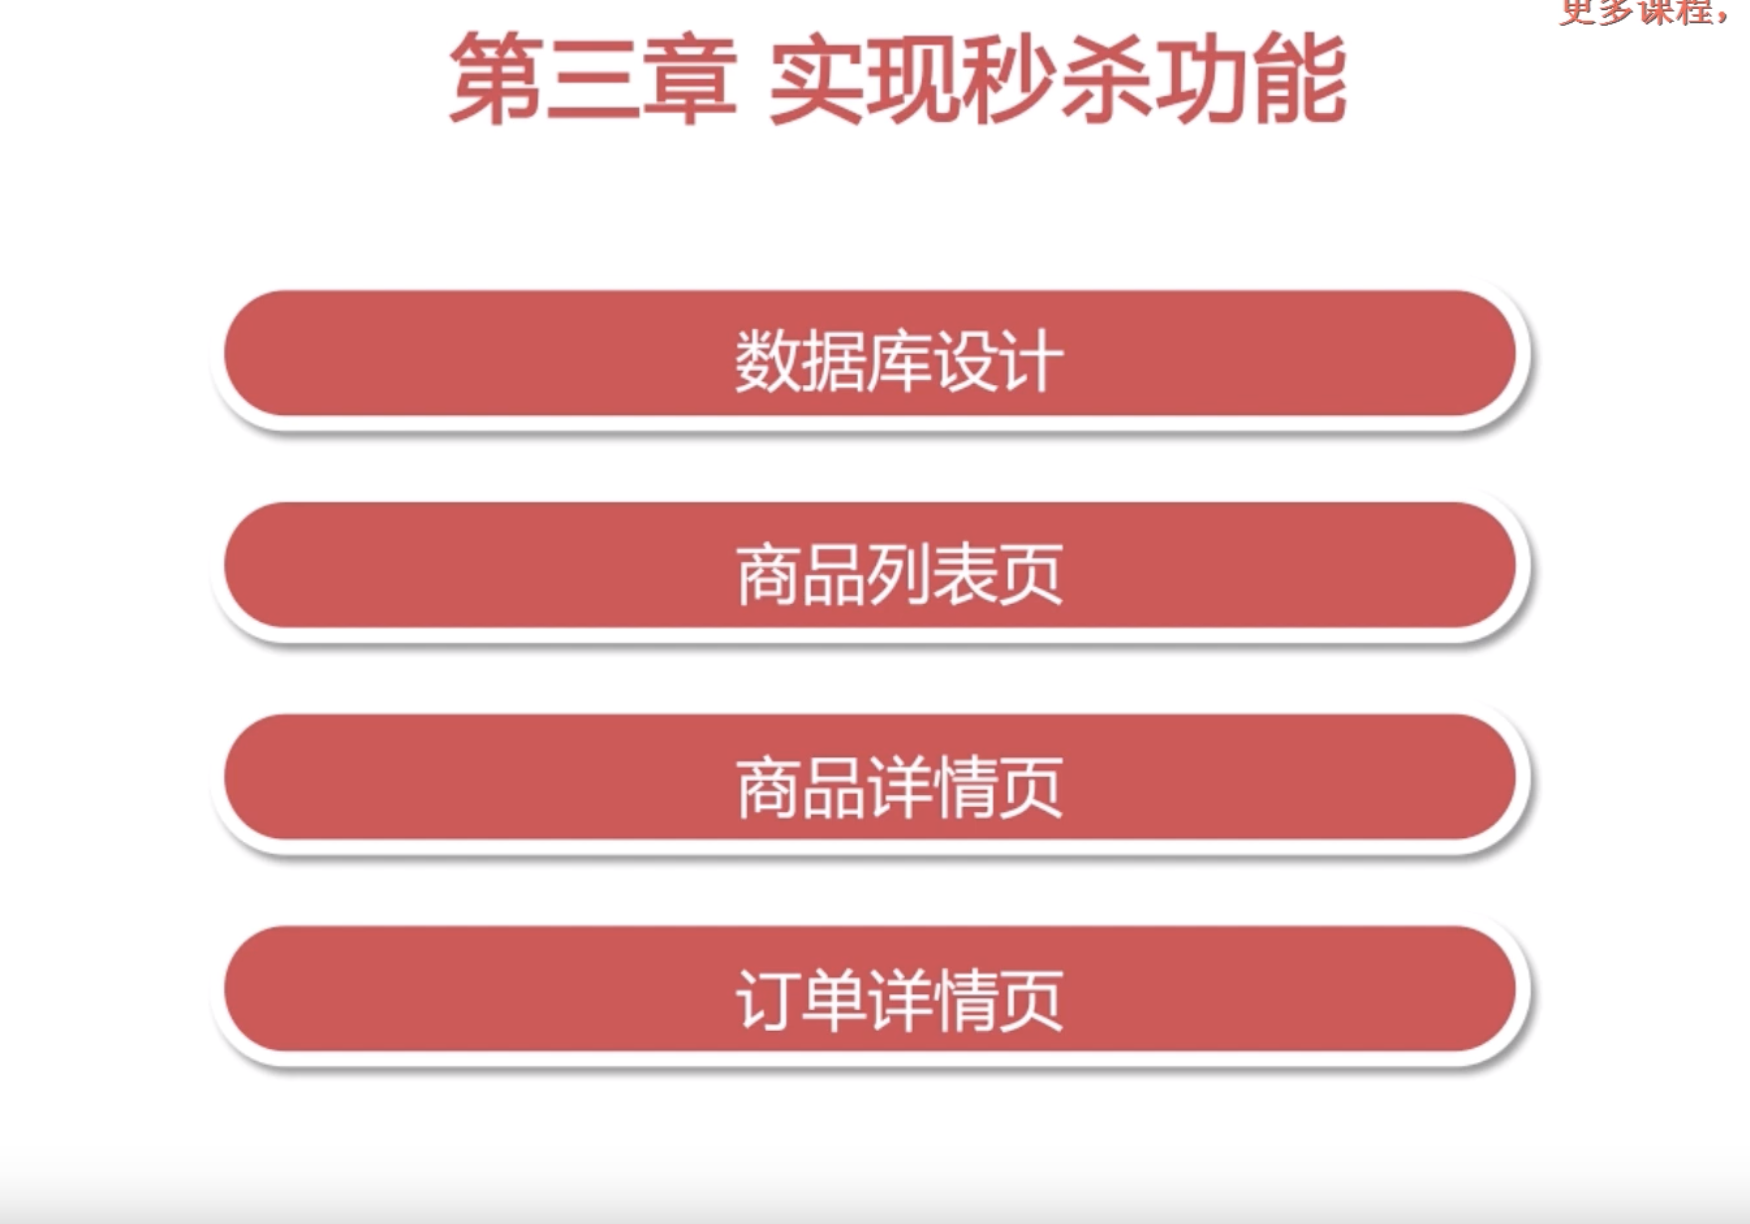 更多课程，
第三章 实现秒杀功能
数据库设计
商品列表页
商品详情页
订单详情页